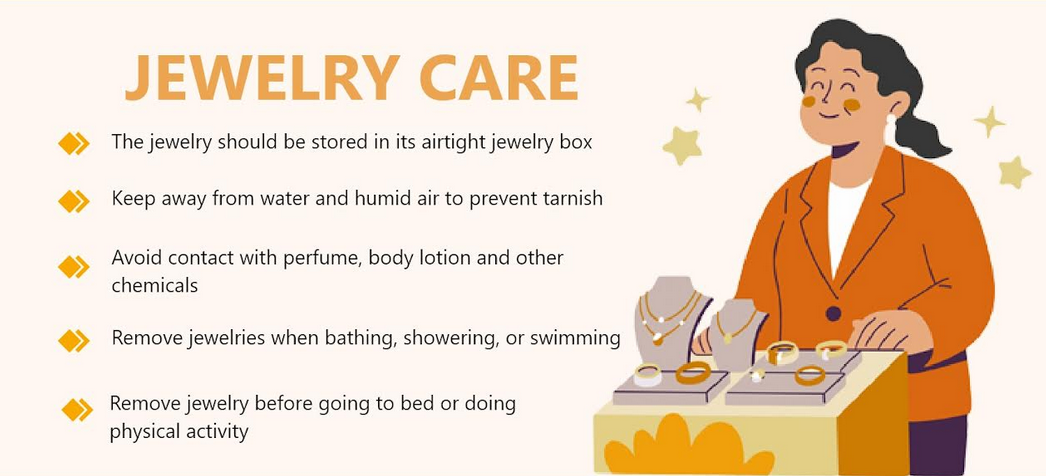 JEWELRY CARE
The jewelry should be stored in its airtight jewelry box
Keep away from water and humid air to prevent tarnish
Avoid contact with perfume, body lotion and other
chemicals
Remove jewelries when bathing, showering, or swimming
Remove jewelry before going to bed or doing
physical activity